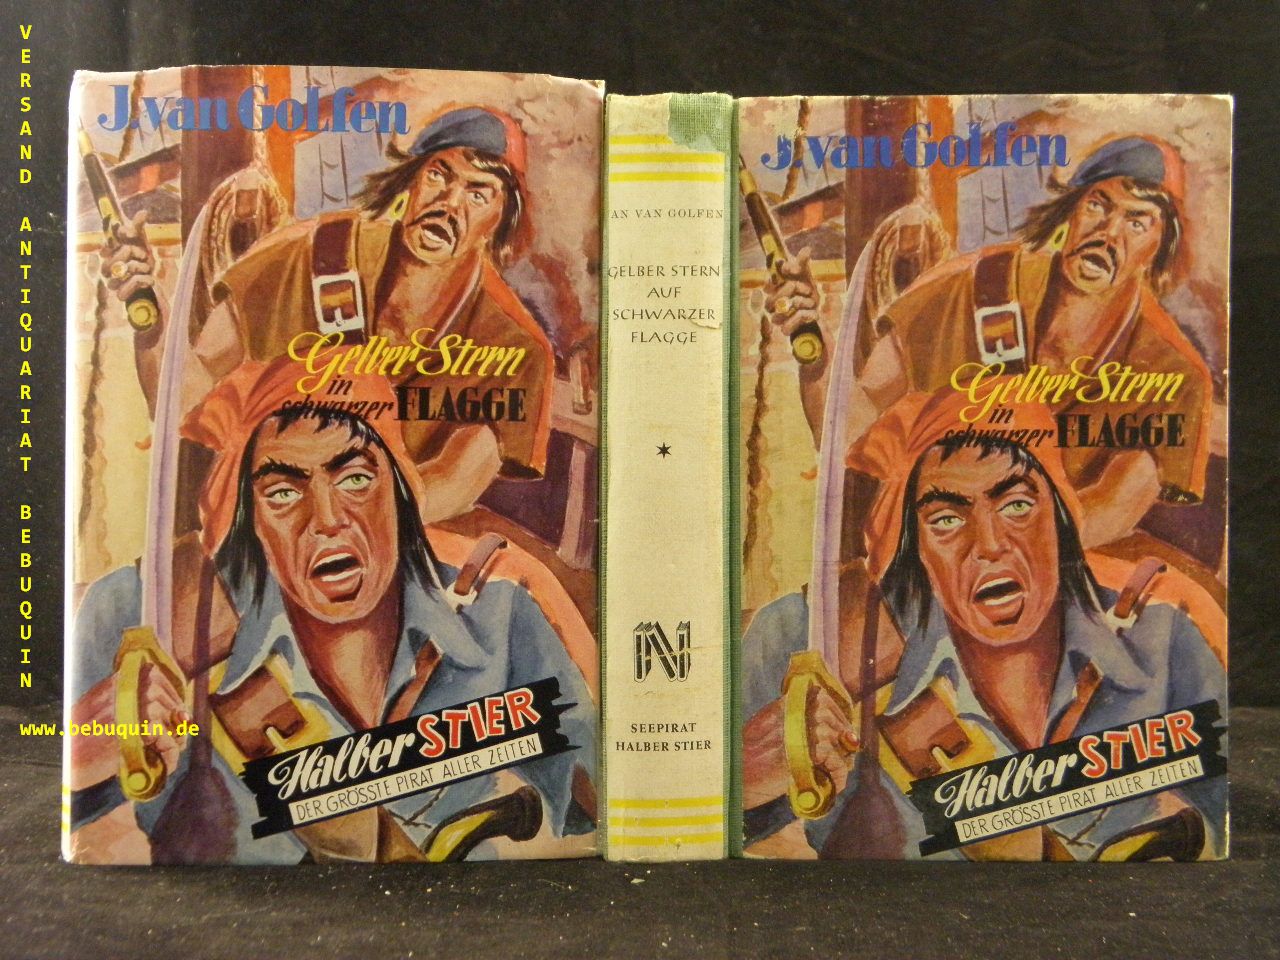 VERSAND ANTIQUARIAT BEBUQUIN
www.bebuquin.de
J. van Golfen
Gelber Stern
in
schwarzer FLAGGE
Halber STIER
DER GRÖSSTE PIRAT ALLER ZEITEN
AN VAN GOLFEN
GELBER STERN
AUF
SCHWARZER
FLAGGE
N
SEEPIRAT
HALBER STIER
J. van Golfen
Gelber Stern
in
schwarzer FLAGGE
Halber STIER
DER GRÖSSTE PIRAT ALLER ZEITEN